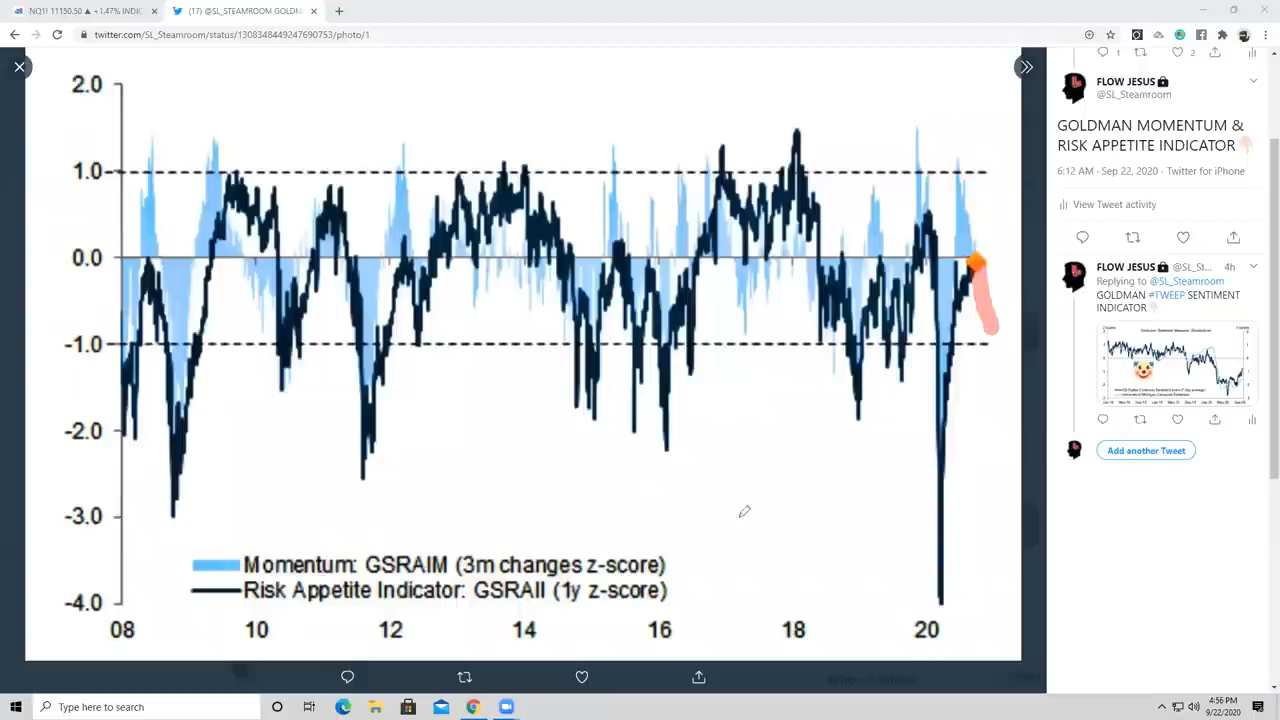 NQ1! 11150.50 ▲ +1.47% INDIC
(17) @SL_STEAMROOM GOLDM
twitter.com/SL_Steamroom/status/1308348449247690753/photo/1
2.0
1.0
0.0
-1.0
-2.0
-3.0
-4.0
08 10 12 14 16 18 20
Momentum: GSRAIM (3m changes z-score)
Risk Appetite Indicator: GSRAII (1y z-score)
1 2
FLOW JESUS
@SL_Steamroom
GOLDMAN MOMENTUM &
RISK APPETITE INDICATOR
6:12 AM · Sep 22, 2020 · Twitter for iPhone
View Tweet activity
FLOW JESUS @SL_St... 4h
Replying to @SL_Steamroom
GOLDMAN #TWEEP SENTIMENT
INDICATOR
Add another Tweet
Type here to search
4:56 PM
9/22/2020